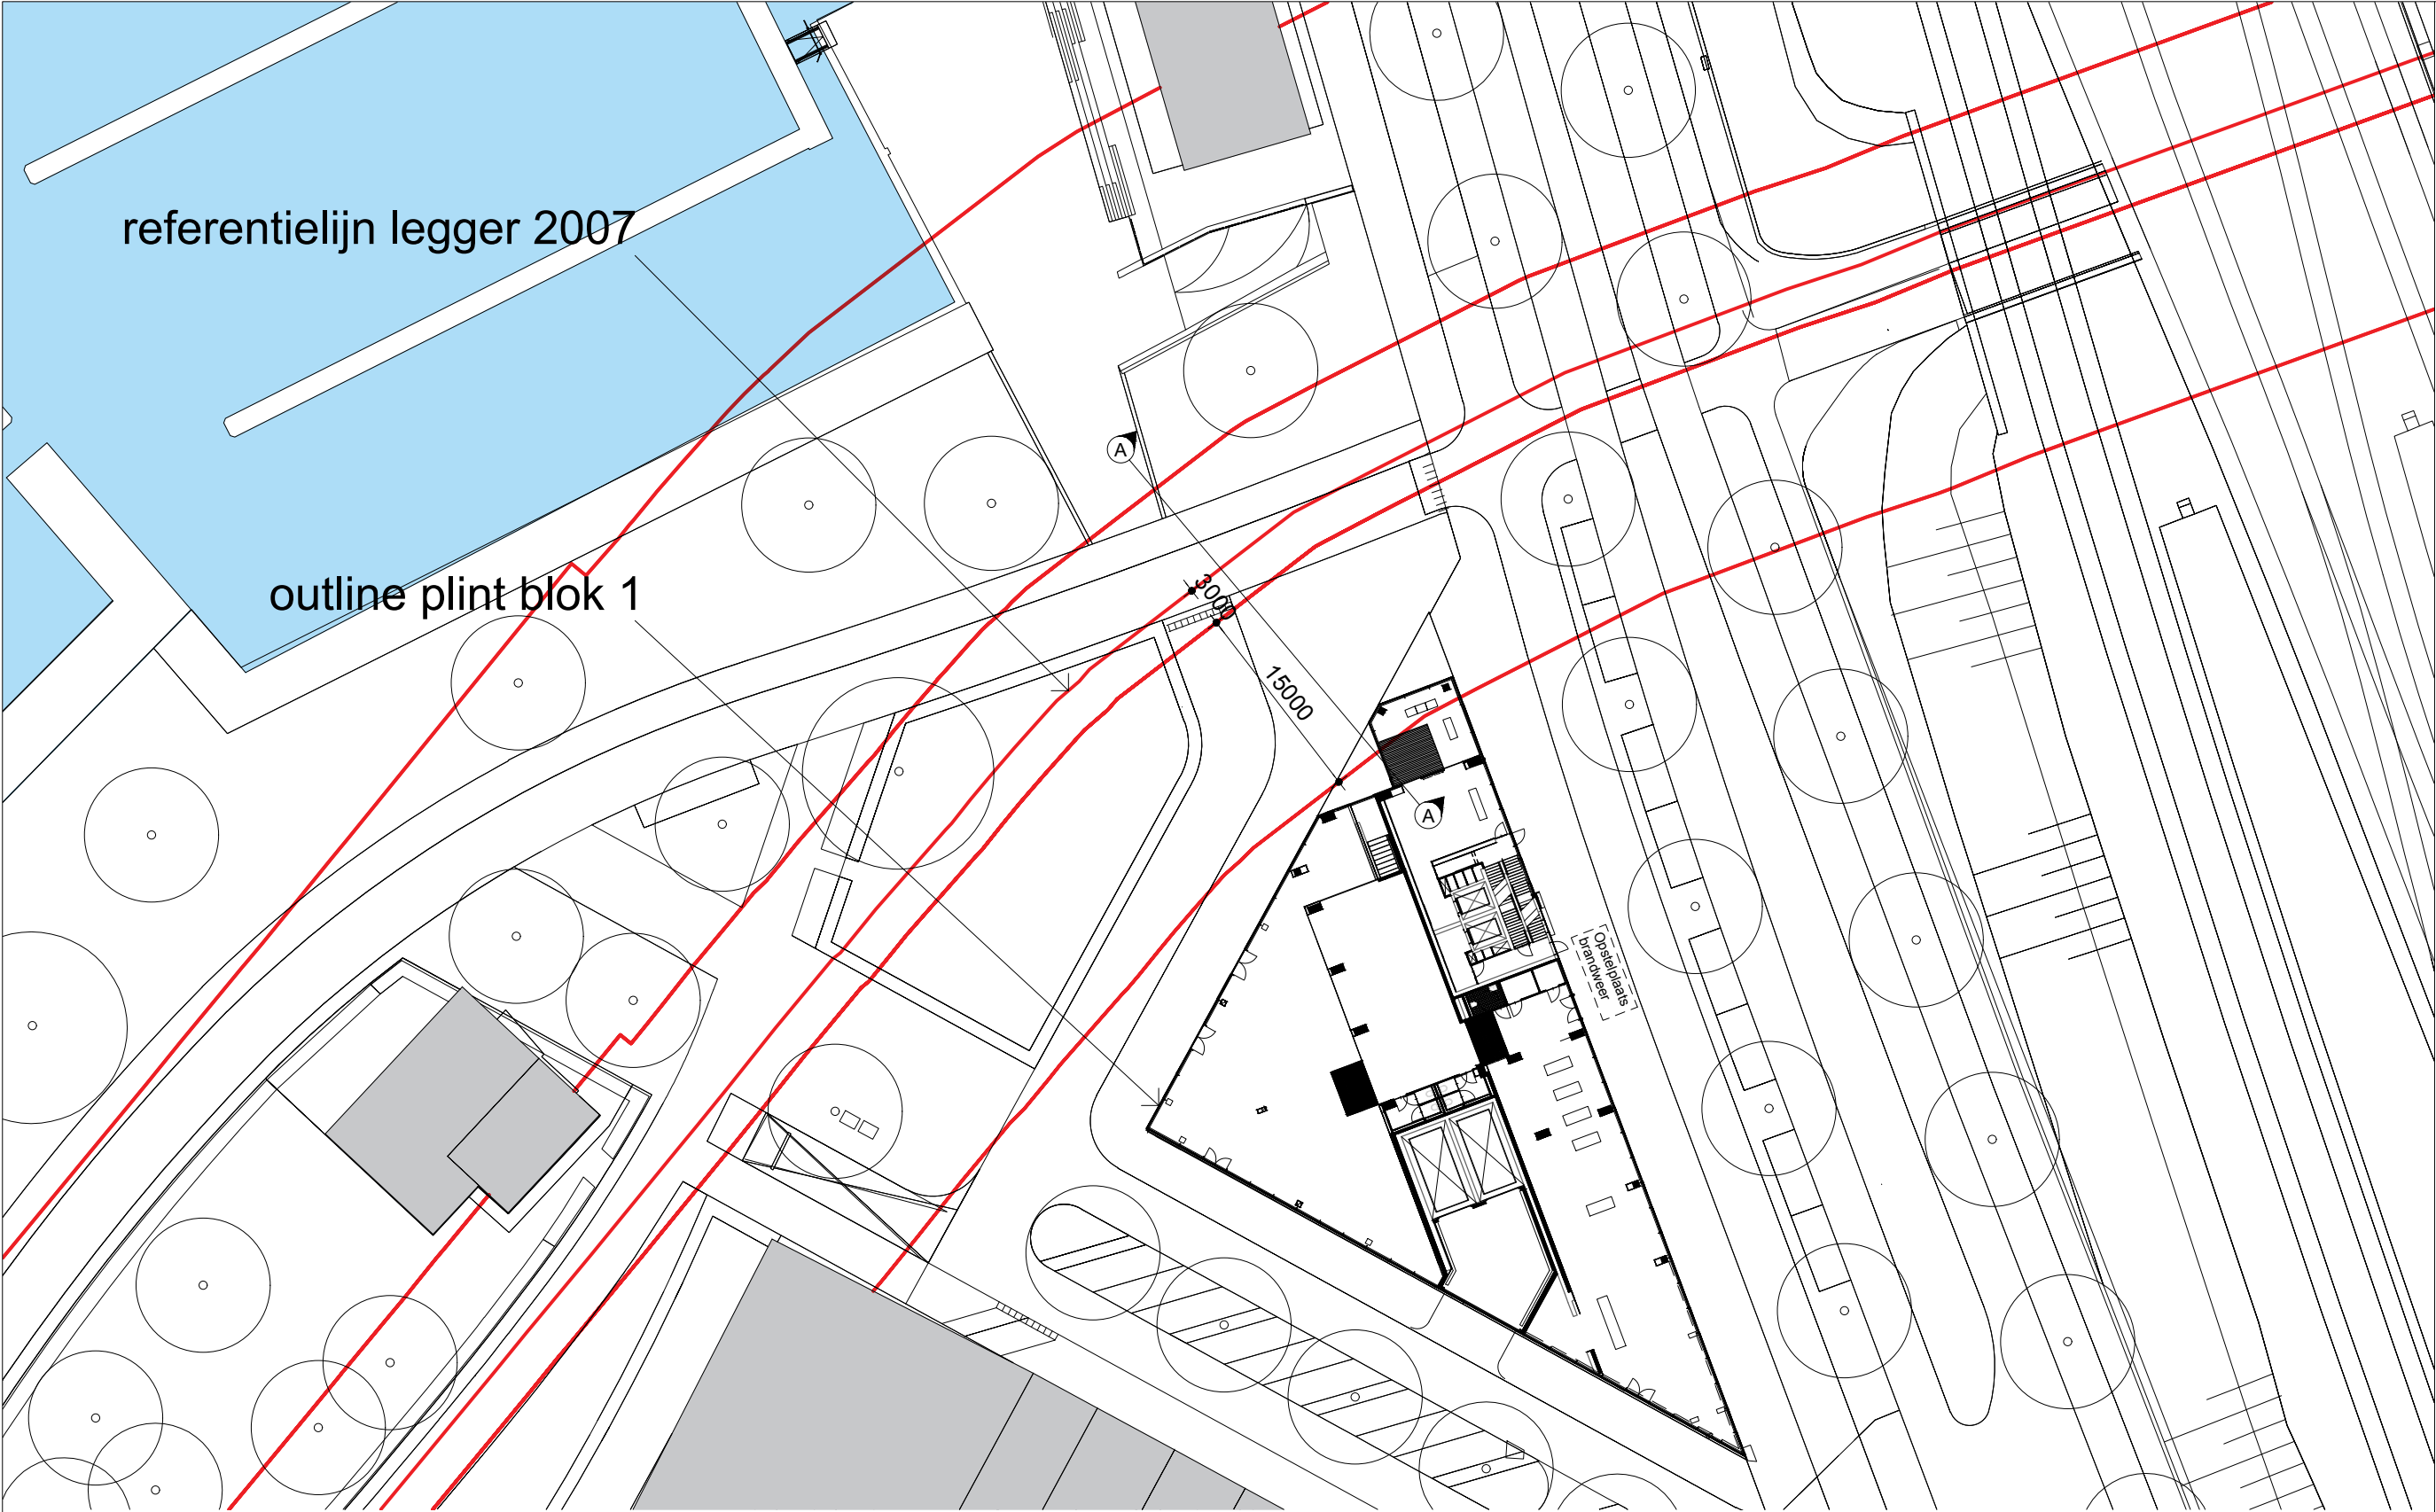 referentielijn legger 2007
A
outline plint blok 1
3000
15000
A
Opstelplaats
brandweer